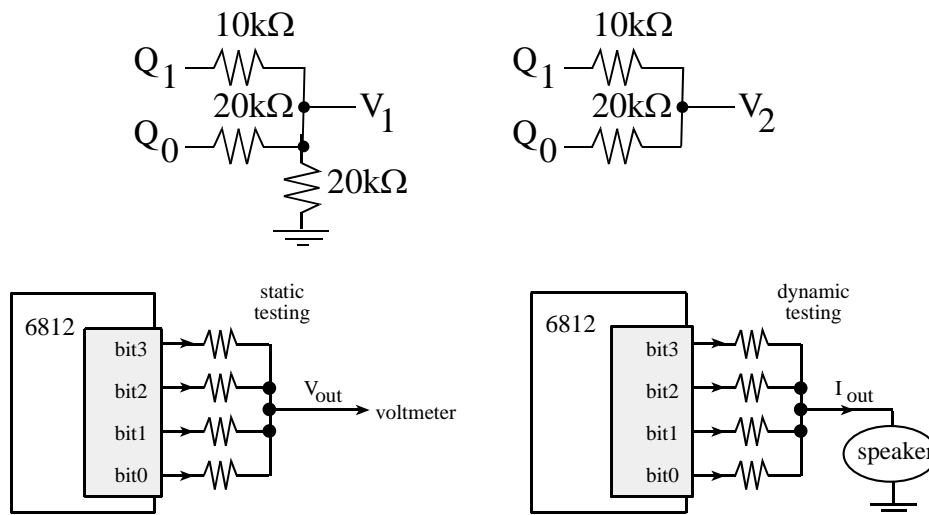 10kΩ
Q1
20kΩ
V1
Q0
20kΩ
10kΩ
Q1
20kΩ
V2
Q0
static
testing
6812
bit3
bit2
bit1
bit0
Vout
voltmeter
dynamic
testing
6812
bit3
bit2
bit1
bit0
Iout
speaker